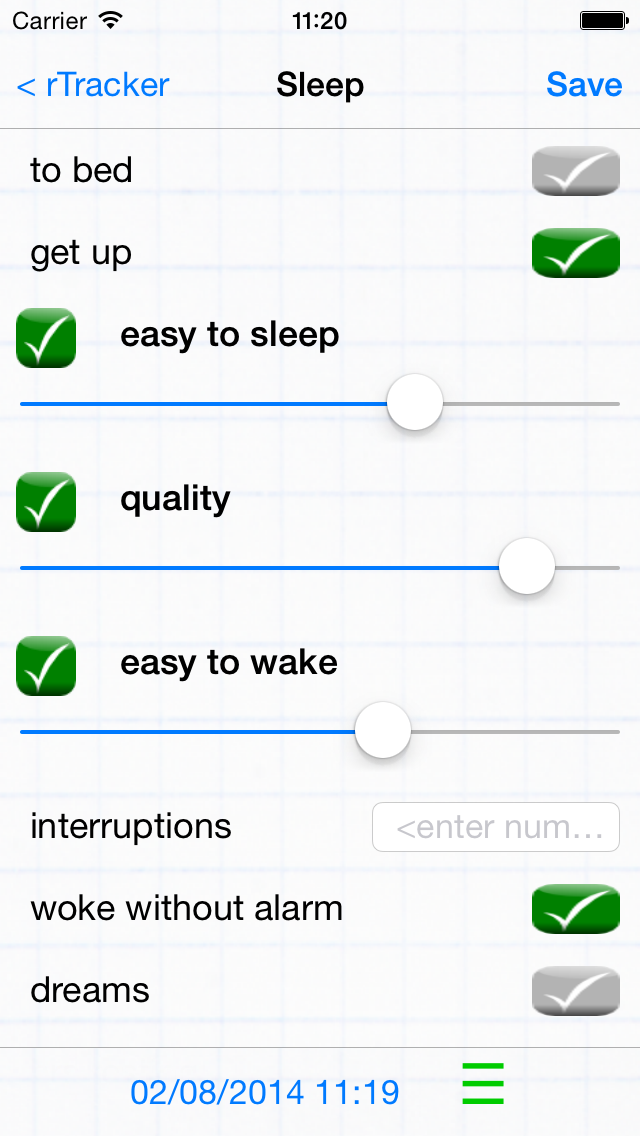 Carrier 11:20
< rTracker Sleep Save
to bed
get up
easy to sleep
quality
easy to wake
interruptions <enter num...
woke without alarm
dreams
02/08/2014 11:19